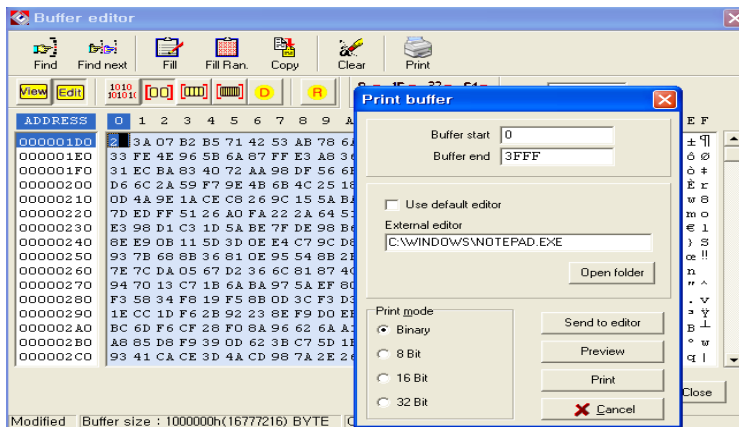 Buffer editor
Find Find next Fill Fill Ran. Copy Clear Print
View Edit 1010 10101 D R
ADDRESS 0 1 2 3 4 5 6 7 8 9 A E F
000001D0 2 3A 07 B2 B5 71 42 53 AB 78
000001E0 33 FE 4E 96 5B 6A 87 FF E3 A8
000001F0 31 EC BA 83 40 72 AA 98 DF 56
00000200 D6 6C 2A 59 F7 9E 4B 6B 4C 25
00000210 0D 4A 9E 1A CE C8 26 9C 15 5A
00000220 7D ED FF 51 26 A0 FA 22 2A 64
00000230 E3 98 D1 C3 1D 5A BE 7F DE 98
00000240 8E E9 0B 11 5D 3D 0E E4 C7 9C
00000250 93 7B 68 8B 36 81 0E 95 54 8B
00000260 7E 7C DA 05 67 D2 36 6C 81 87
00000270 94 70 13 C7 1B 6A BA 97 5A EF
00000280 F3 58 34 F8 19 F5 8B 0D 3C F3
00000290 1E CC 1D F6 2B 92 23 8E F9 D0
000002A0 BC 6D F6 CF 28 F0 8A 96 62 6A
000002B0 A8 85 D8 F9 39 0D 62 3B C7 5D
000002C0 93 41 CA CE 3D 4A CD 98 7A 2E
Print buffer
Buffer start 0
Buffer end 3FFF
Use default editor
External editor
C:\WINDOWS\NOTEPAD.EXE
Open folder
Print mode
Binary
8 Bit
16 Bit
32 Bit
Send to editor
Preview
Print
Cancel
Close
Modified Buffer size : 1000000h(16777216) BYTE